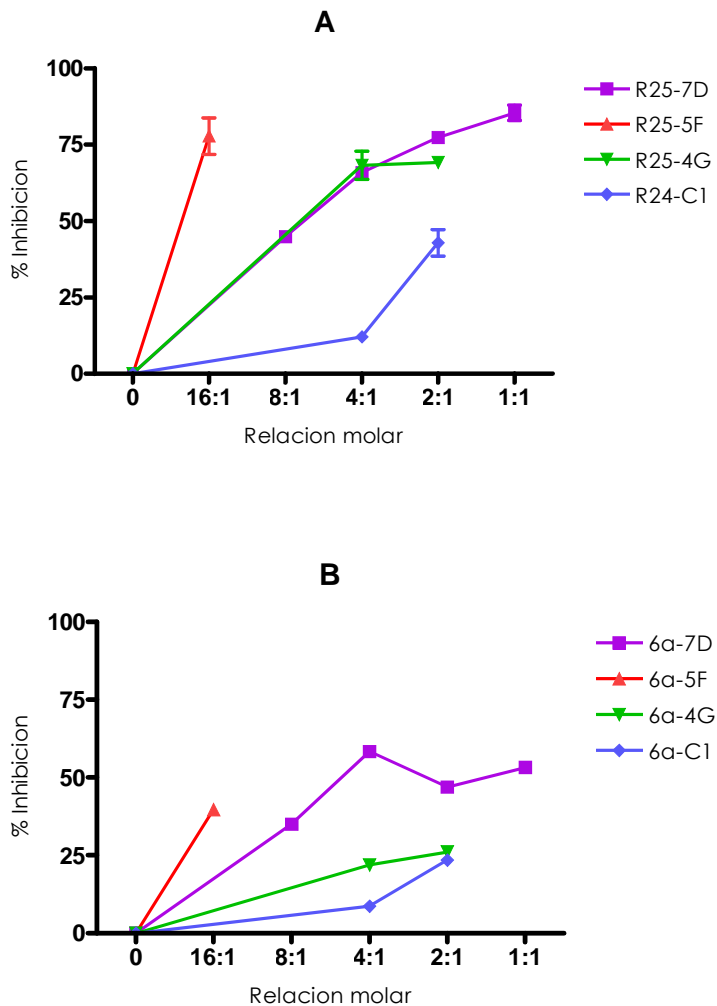 A
100
75
50
25
0
% Inhibicion
0 16:1 8:1 4:1 2:1 1:1
Relacion molar
R25-7D
R25-5F
R25-4G
R24-C1
B
100
75
50
25
0
% Inhibicion
0 16:1 8:1 4:1 2:1 1:1
Relacion molar
6a-7D
6a-5F
6a-4G
6a-C1